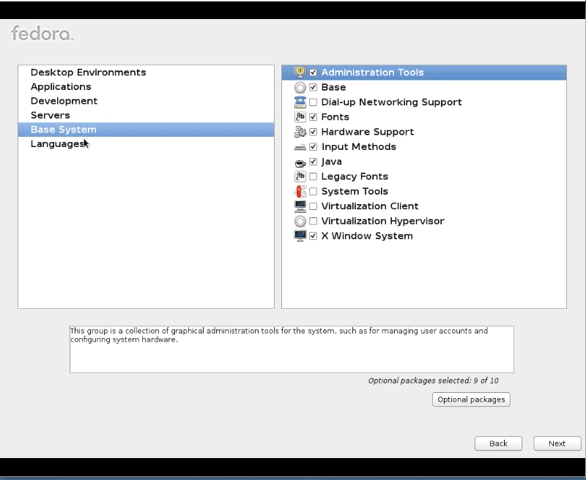 fedora.
Desktop Environments
Applications
Development
Servers
Base System
Languages
Administration Tools
Base
Dial-up Networking Support
Fonts
Hardware Support
Input Methods
Java
Legacy Fonts
System Tools
Virtualization Client
Virtualization Hypervisor
X Window System
This group is a collection of graphical administration tools for the system, such as for managing user accounts and
configuring system hardware.
Optional packages selected: 9 of 10
Optional packages
Back
Next